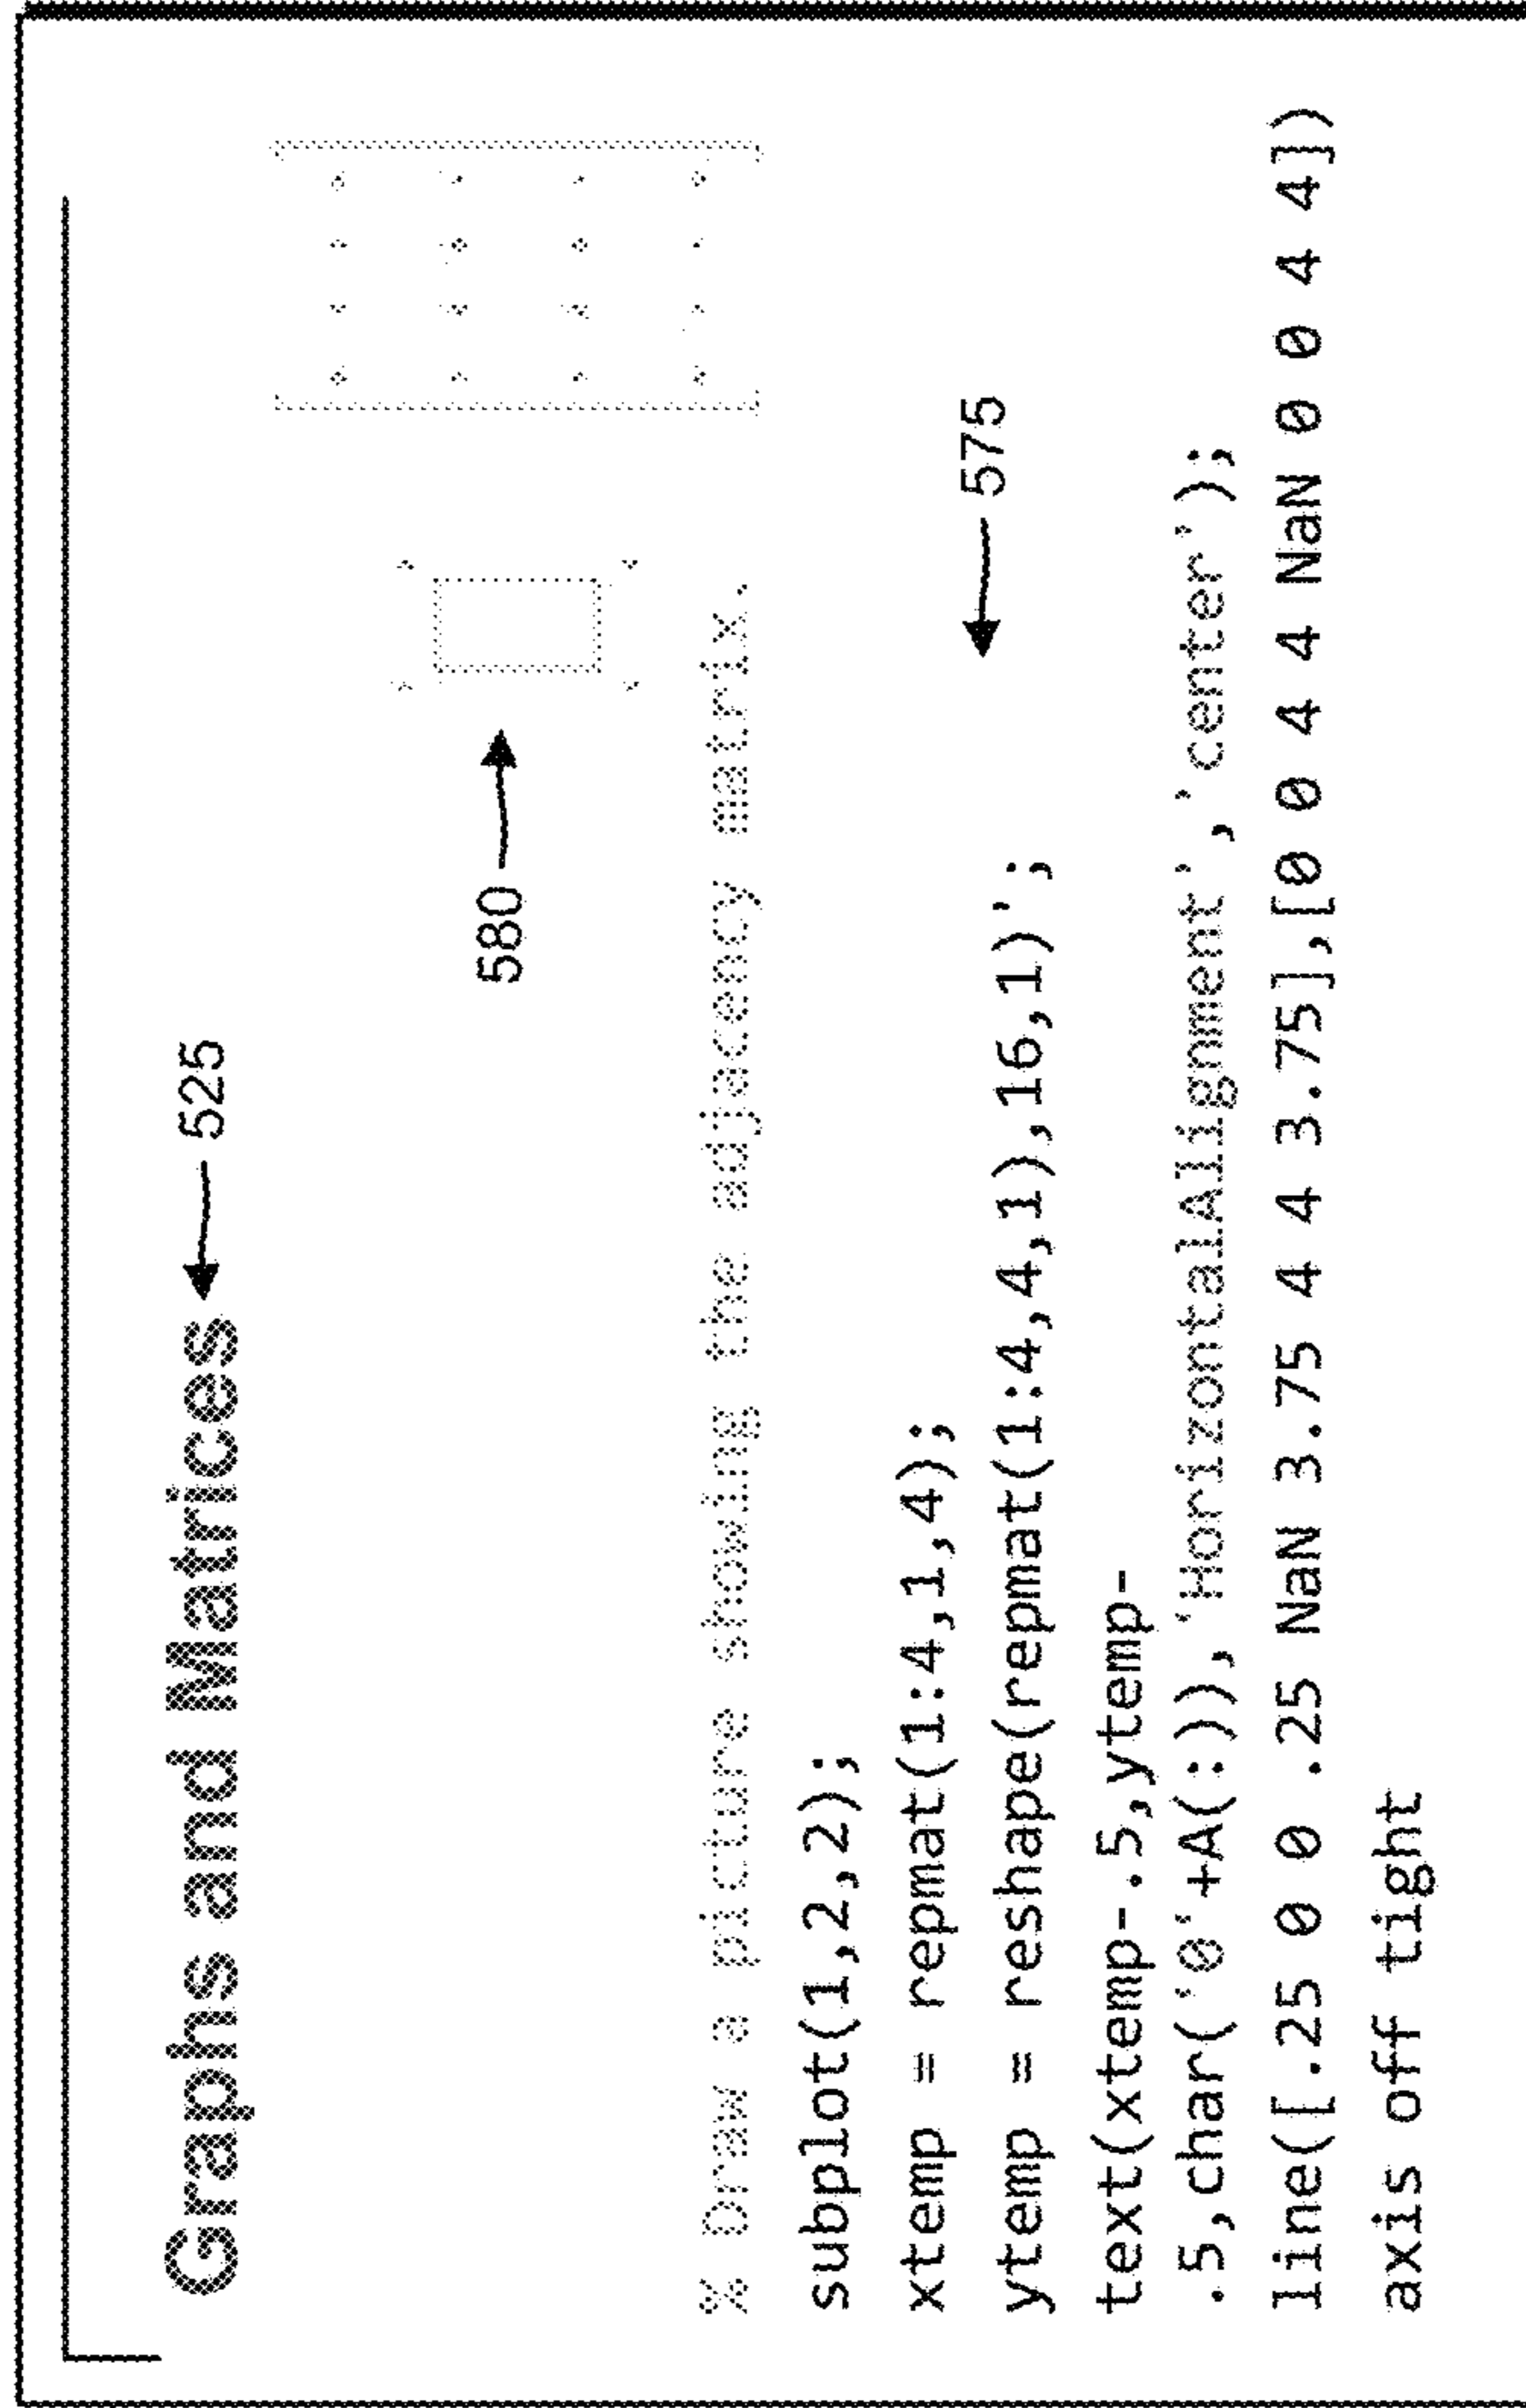 Graphs and Matrices 525
580
% Draw a picture showing the adjacency matrix.
subplot(1,2,2);
xtemp = repmat(1:4,1,4);
ytemp = reshape(repmat(1:4,4,1),16,1)';
575
text(xtemp-.5,ytemp-
.5,char('0'+A(:)),'HorizontalAlignment','center');
line([.25 0 0 .25 NaN 3.75 4 4 3.75],[0 0 4 4 NaN 0 0 4 4])
axis off tight